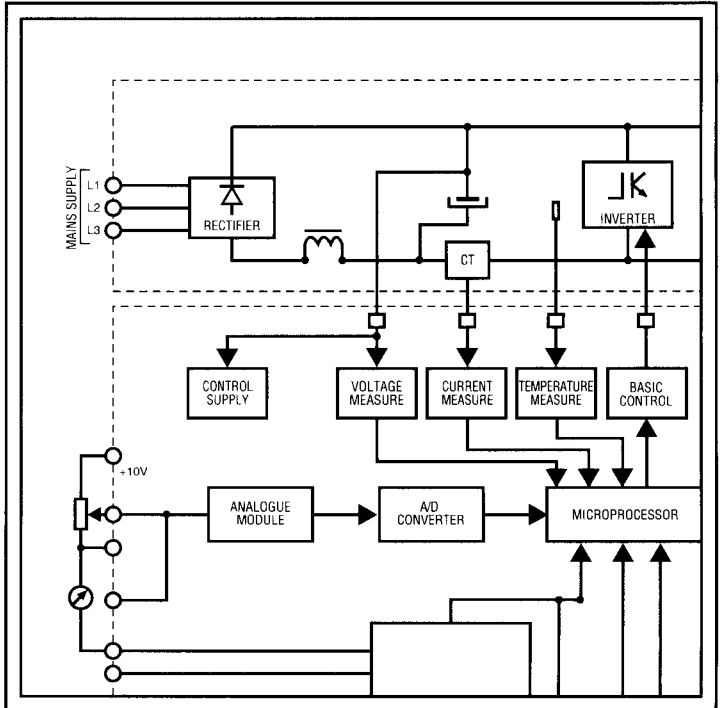 MAINS SUPPLY
L1
L2
L3
RECTIFIER
CT
INVERTER
CONTROL
SUPPLY
VOLTAGE
MEASURE
CURRENT
MEASURE
TEMPERATURE
MEASURE
BASIC
CONTROL
+10V
ANALOGUE
MODULE
A/D
CONVERTER
MICROPROCESSOR